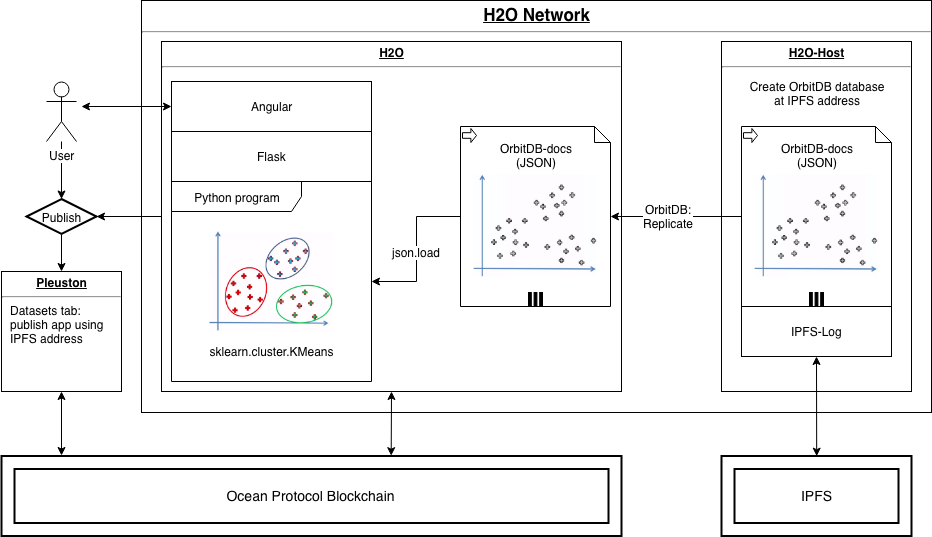 H2O Network
H2O
H2O-Host
Create OrbitDB database
at IPFS address
Angular
Flask
Python program
sklearn.cluster.KMeans
json.load
OrbitDB-docs
(JSON)
OrbitDB:
Replicate
OrbitDB-docs
(JSON)
IPFS-Log
User
Publish
Pleuston
Datasets tab:
publish app using
IPFS address
Ocean Protocol Blockchain
IPFS